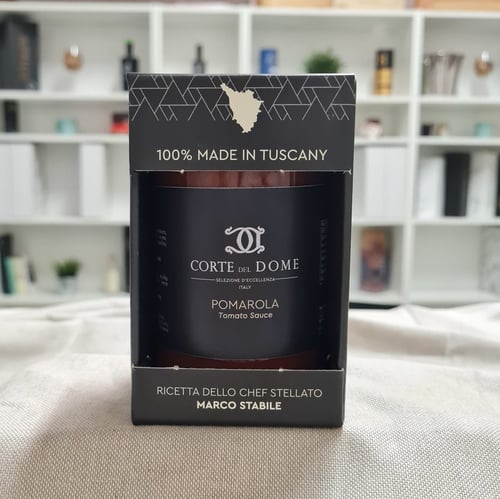 100% MADE IN TUSCANY
CORTE DEL DOME
SELEZIONE D'ECCELLENZA
ITALY
POMAROLA
Tomato Sauce
RICETTA DELLO CHEF STELLATO
MARCO STABILE